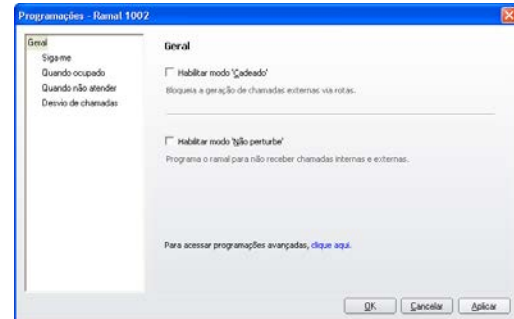 Programações - Ramal 1002
Geral
Siga-me
Quando ocupado
Quando não atender
Desvio de chamadas
Geral
Habilitar modo 'Cadeado'
Bloqueia a geração de chamadas externas via rotas.
Habilitar modo 'Não perturbe'
Programa o ramal para não receber chamadas internas e externas.
Para acessar programações avançadas, clique aqui.
OK
Cancelar
Aplicar